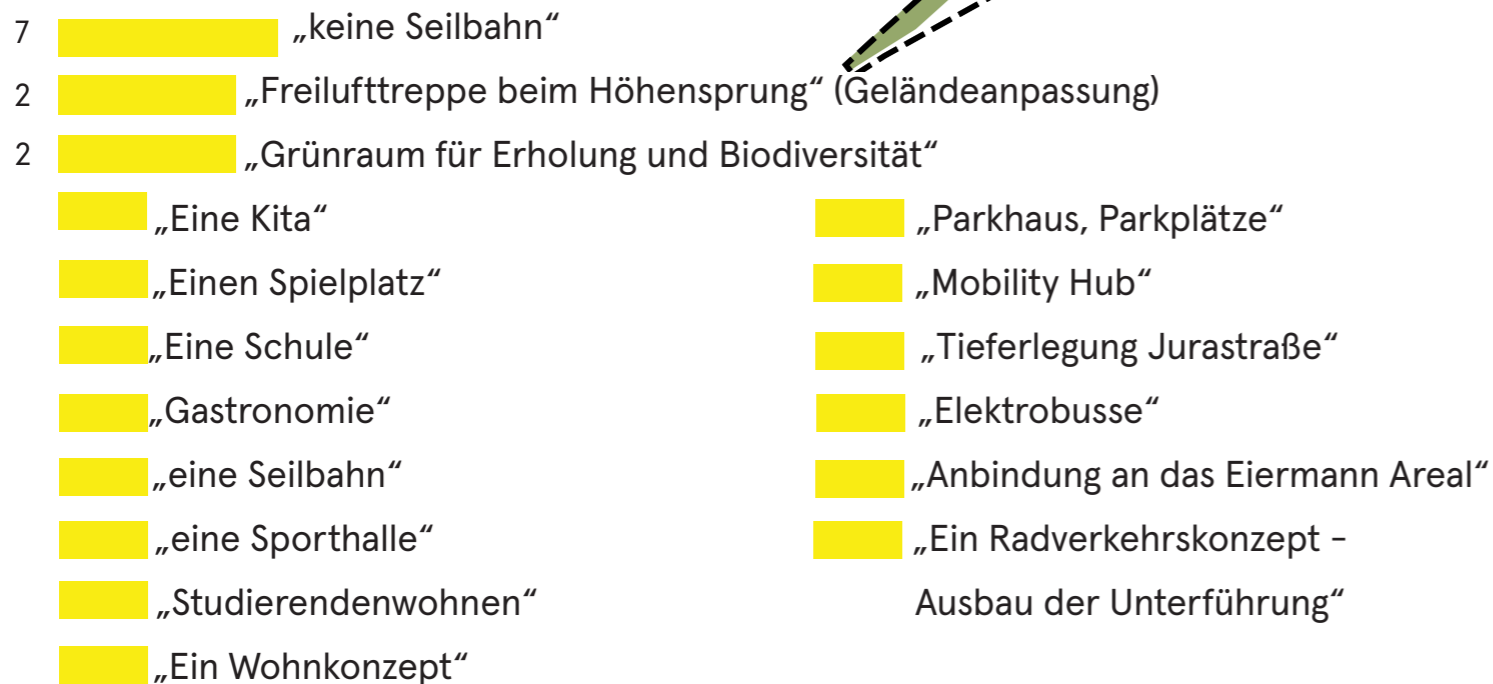 7 „keine Seilbahn“
2 „Freilufttreppe beim Höhensprung“ (Geländeanpassung)
2 „Grünraum für Erholung und Biodiversität“
„Eine Kita“
„Einen Spielplatz“
„Eine Schule“
„Gastronomie“
„eine Seilbahn“
„eine Sporthalle“
„Studierendenwohnen“
„Ein Wohnkonzept“
„Parkhaus, Parkplätze“
„Mobility Hub“
„Tieferlegung Jurastraße“
„Elektrobusse“
„Anbindung an das Eiermann Areal“
„Ein Radverkehrskonzept –
Ausbau der Unterführung“